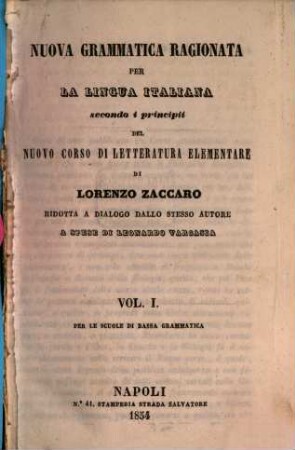 NUOVA GRAMMATICA RAGIONATA
PER
LA LINGUA ITALIANA
secondo i principii
DEL
NUOVO CORSO DI LETTERATURA ELEMENTARE
DI
LORENZO ZACCARO
RIDOTTA A DIALOGO DALLO STESSO AUTORE
A SPESE DI LEONARDO VARGASIA
VOL. I.
PER LE SCUOLE DI BASSA GRAMMATICA
NAPOLI
N.° 41, STAMPERIA STRADA SALVATORE
1854